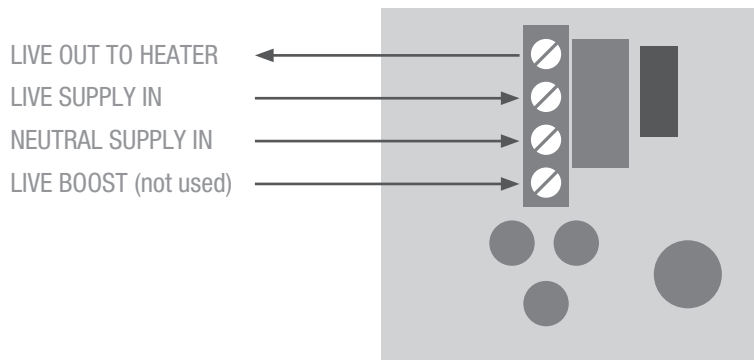 LIVE OUT TO HEATER
LIVE SUPPLY IN
NEUTRAL SUPPLY IN
LIVE BOOST (not used)